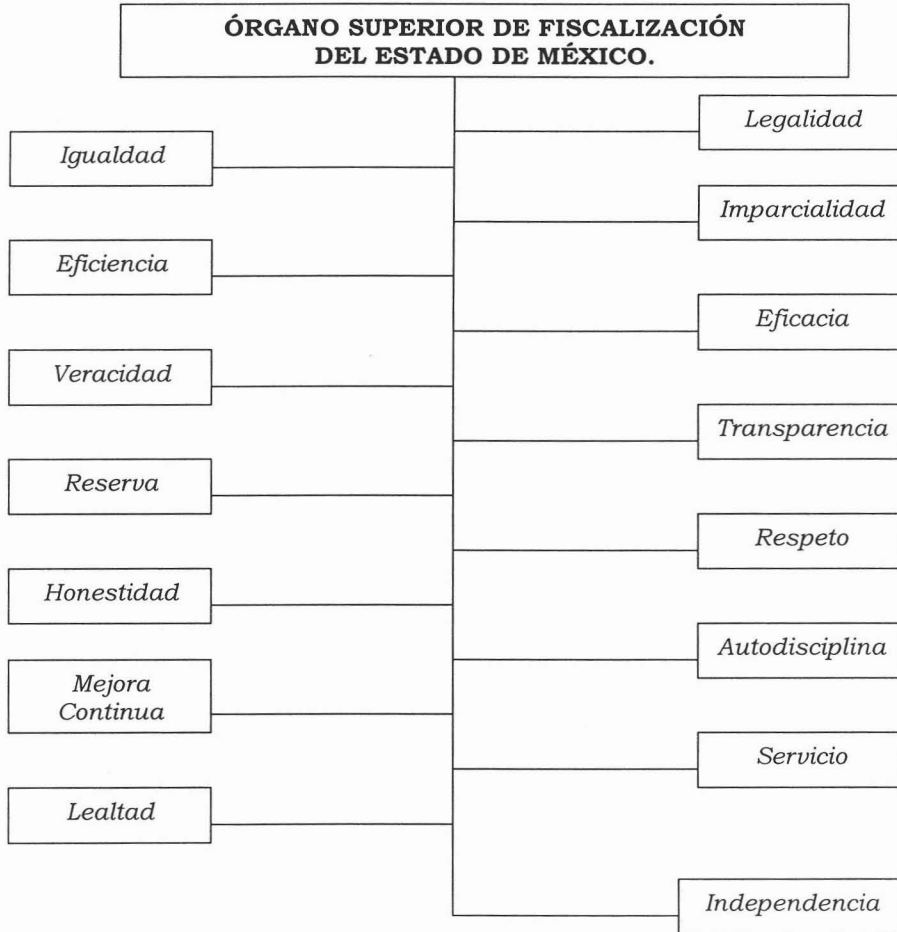 ÓRGANO SUPERIOR DE FISCALIZACIÓN
DEL ESTADO DE MÉXICO.
Legalidad
Igualdad
Imparcialidad
Eficiencia
Eficacia
Veracidad
Transparencia
Reserva
Respeto
Honestidad
Autodisciplina
Mejora
Continua
Servicio
Lealtad
Independencia